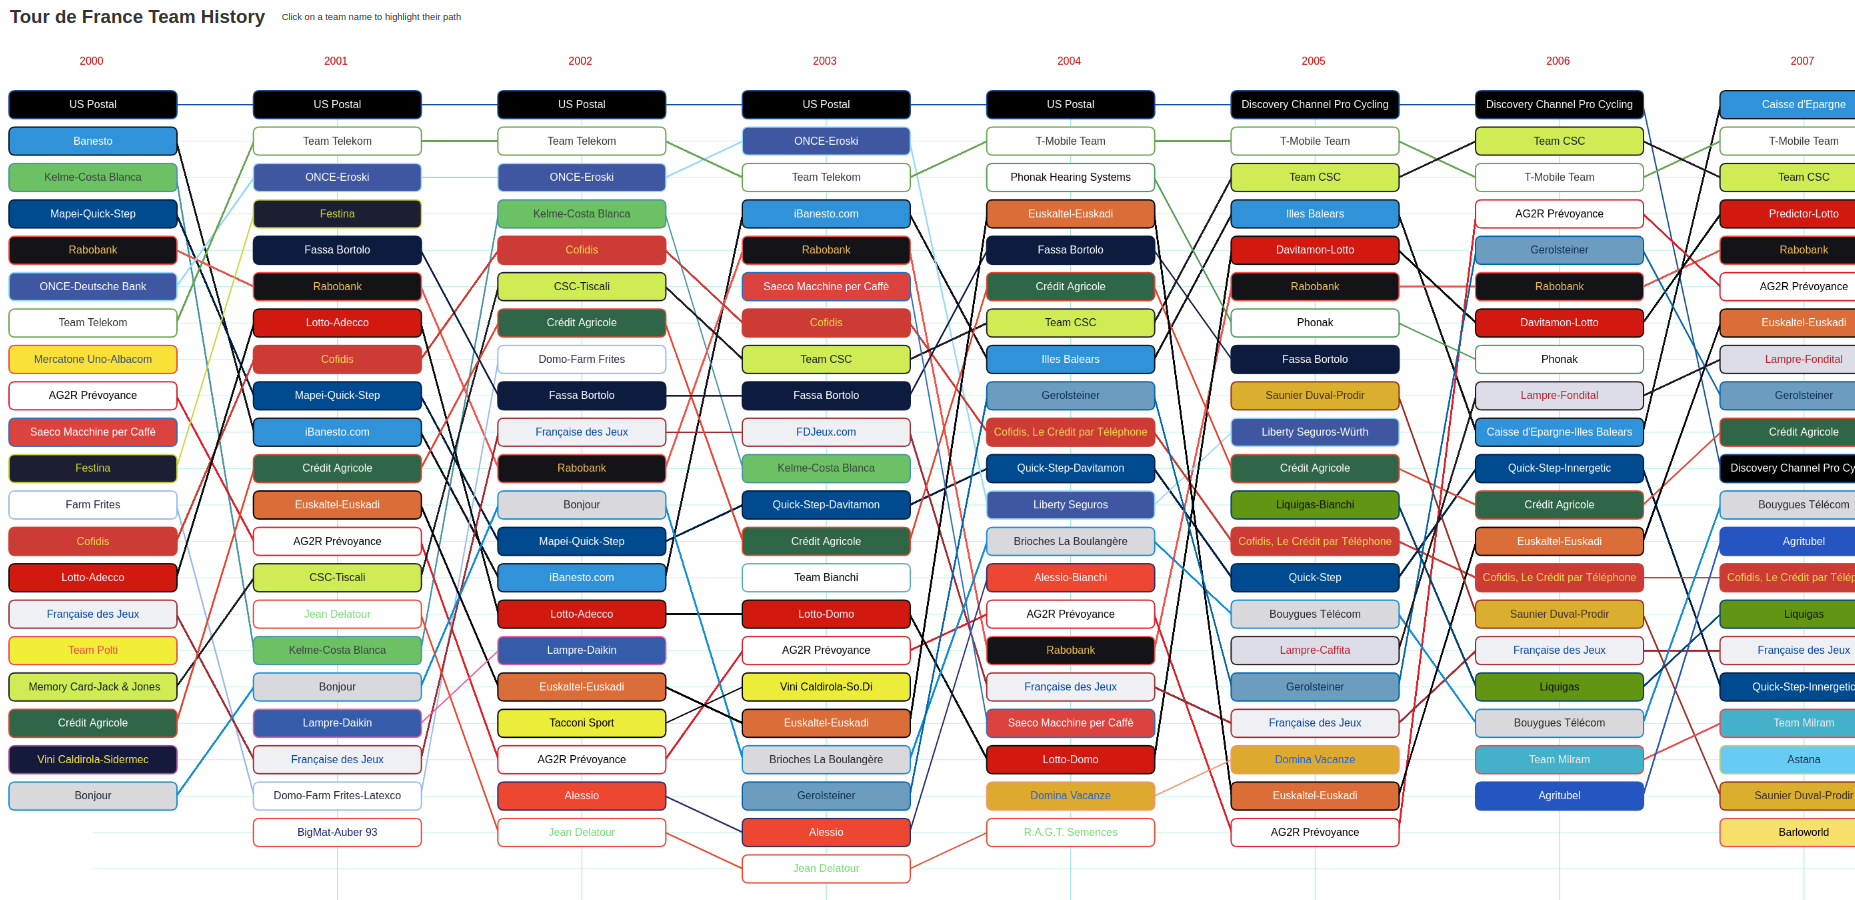 Tour de France Team History
Click on a team name to highlight their path
2000
2001
2002
2003
2004
2005
2006
2007
US Postal
Banesto
Kelme-Costa Blanca
Mapei-Quick-Step
Rabobank
ONCE-Deutsche Bank
Team Telekom
Mercatone Uno-Albacom
AG2R Prévoyance
Saeco Macchine per Caffè
Festina
Farm Frites
Cofidis
Lotto-Adecco
Française des Jeux
Team Polti
Memory Card-Jack & Jones
Crédit Agricole
Vini Caldirola-Sidermec
Bonjour
US Postal
Team Telekom
ONCE-Eroski
Festina
Fassa Bortolo
Rabobank
Lotto-Adecco
Cofidis
Mapei-Quick-Step
iBanesto.com
Crédit Agricole
Euskaltel-Euskadi
AG2R Prévoyance
CSC-Tiscali
Jean Delatour
Kelme-Costa Blanca
Bonjour
Lampre-Daikin
Française des Jeux
Domo-Farm Frites-Latexco
BigMat-Auber 93
US Postal
Team Telekom
ONCE-Eroski
Kelme-Costa Blanca
Cofidis
CSC-Tiscali
Crédit Agricole
Domo-Farm Frites
Fassa Bortolo
Française des Jeux
Rabobank
Bonjour
Mapei-Quick-Step
iBanesto.com
Lotto-Adecco
Lampre-Daikin
Euskaltel-Euskadi
Tacconi Sport
AG2R Prévoyance
Alessio
Jean Delatour
US Postal
ONCE-Eroski
Team Telekom
iBanesto.com
Rabobank
Saeco Macchine per Caffè
Cofidis
Team CSC
Fassa Bortolo
FDJeux.com
Kelme-Costa Blanca
Quick-Step-Davitamon
Crédit Agricole
Team Bianchi
Lotto-Domo
AG2R Prévoyance
Vini Caldirola-So.Di
Euskaltel-Euskadi
Brioches La Boulangère
Gerolsteiner
Alessio
Jean Delatour
US Postal
T-Mobile Team
Phonak Hearing Systems
Euskaltel-Euskadi
Fassa Bortolo
Crédit Agricole
Team CSC
Illes Balears
Gerolsteiner
Cofidis, Le Crédit par Téléphone
Quick-Step-Davitamon
Liberty Seguros
Brioches La Boulangère
Alessio-Bianchi
AG2R Prévoyance
Rabobank
Française des Jeux
Saeco Macchine per Caffè
Lotto-Domo
Domina Vacanze
R.A.G.T. Semences
Discovery Channel Pro Cycling
T-Mobile Team
Team CSC
Illes Balears
Davitamon-Lotto
Rabobank
Phonak
Fassa Bortolo
Saunier Duval-Prodir
Liberty Seguros-Würth
Crédit Agricole
Liquigas-Bianchi
Cofidis, Le Crédit par Téléphone
Quick-Step
Bouygues Télécom
Lampre-Caffita
Gerolsteiner
Française des Jeux
Domina Vacanze
Euskaltel-Euskadi
AG2R Prévoyance
Discovery Channel Pro Cycling
Team CSC
T-Mobile Team
AG2R Prévoyance
Gerolsteiner
Rabobank
Davitamon-Lotto
Phonak
Lampre-Fondital
Caisse d'Epargne-Illes Balears
Quick-Step-Innergetic
Crédit Agricole
Euskaltel-Euskadi
Cofidis, Le Crédit par Téléphone
Saunier Duval-Prodir
Française des Jeux
Liquigas
Bouygues Télécom
Team Milram
Agritubel
Caisse d'Epargne
T-Mobile Team
Team CSC
Predictor-Lotto
Rabobank
AG2R Prévoyance
Euskaltel-Euskadi
Lampre-Fondital
Gerolsteiner
Crédit Agricole
Discovery Channel Pro Cy
Bouygues Télécom
Agritubel
Cofidis, Le Crédit par Télép
Liquigas
Française des Jeux
Quick-Step-Innergetic
Team Milram
Astana
Saunier Duval-Prodir
Barloworld